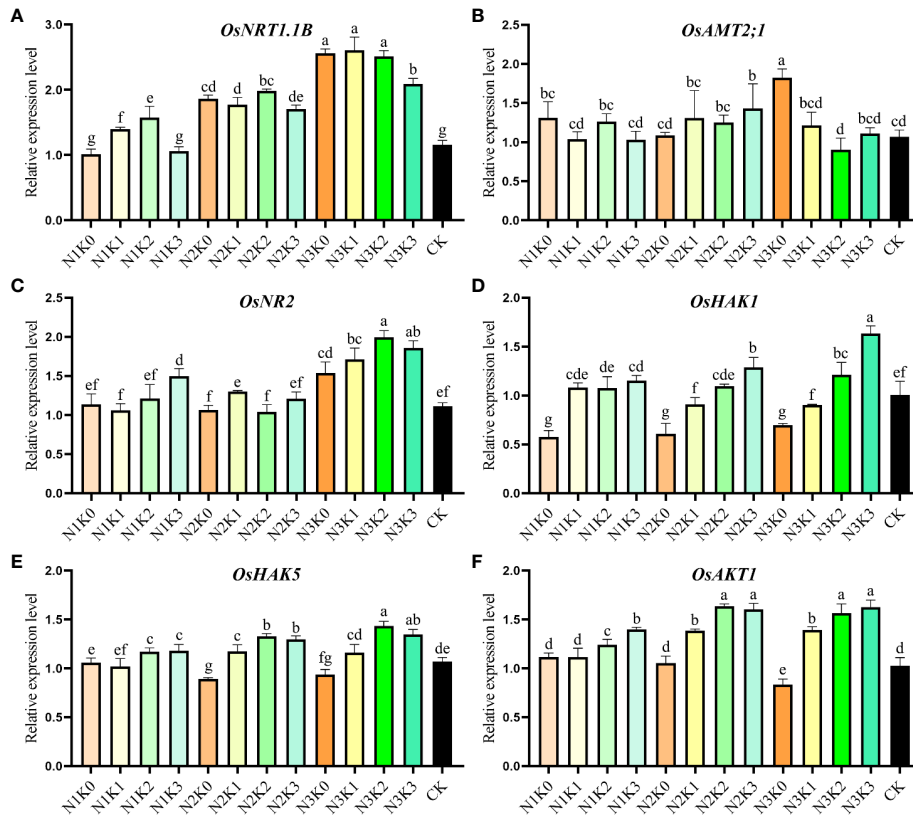 A
OsNRT1.1B
Relative expression level
3.0
2.0
1.0
0.0
g f e g cd d bc de a a a b g
N1K0 N1K1 N1K2 N1K3 N2K0 N2K1 N2K2 N2K3 N3K0 N3K1 N3K2 N3K3 CK
B
OsAMT2;1
Relative expression level
2.5
2.0
1.5
1.0
0.5
0.0
bc cd bc cd cd bc bc b a bcd d bcd cd
N1K0 N1K1 N1K2 N1K3 N2K0 N2K1 N2K2 N2K3 N3K0 N3K1 N3K2 N3K3 CK
C
OsNR2
Relative expression level
2.5
2.0
1.5
1.0
0.5
0.0
ef f ef d f e f ef cd bc a ab ef
N1K0 N1K1 N1K2 N1K3 N2K0 N2K1 N2K2 N2K3 N3K0 N3K1 N3K2 N3K3 CK
D
OsHAK1
Relative expression level
2.0
1.5
1.0
0.5
0.0
g cde de cd g f cde b g f bc a ef
N1K0 N1K1 N1K2 N1K3 N2K0 N2K1 N2K2 N2K3 N3K0 N3K1 N3K2 N3K3 CK
E
OsHAK5
Relative expression level
2.0
1.5
1.0
0.5
0.0
e ef c c g c b b fg cd a ab de
N1K0 N1K1 N1K2 N1K3 N2K0 N2K1 N2K2 N2K3 N3K0 N3K1 N3K2 N3K3 CK
F
OsAKT1
Relative expression level
2.0
1.5
1.0
0.5
0.0
d d c b d b a a e b a a d
N1K0 N1K1 N1K2 N1K3 N2K0 N2K1 N2K2 N2K3 N3K0 N3K1 N3K2 N3K3 CK